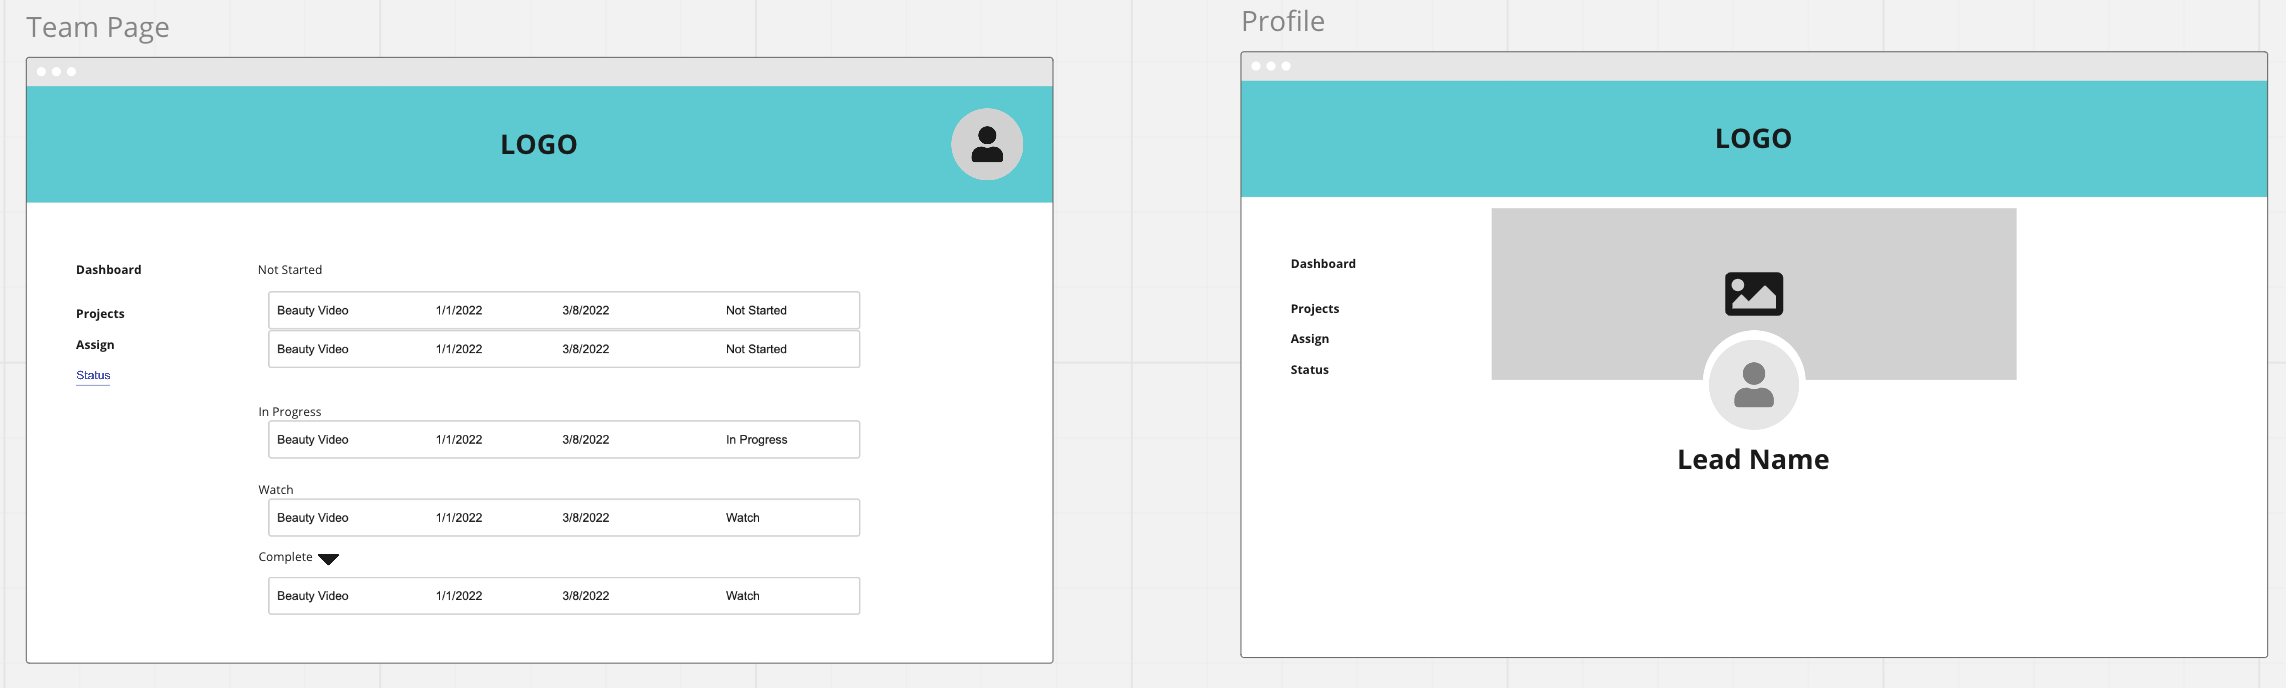 Team Page
LOGO
Dashboard
Projects
Assign
Status
Not Started
Beauty Video 1/1/2022 3/8/2022 Not Started
Beauty Video 1/1/2022 3/8/2022 Not Started
In Progress
Beauty Video 1/1/2022 3/8/2022 In Progress
Watch
Beauty Video 1/1/2022 3/8/2022 Watch
Complete
Beauty Video 1/1/2022 3/8/2022 Watch
Profile
LOGO
Dashboard
Projects
Assign
Status
Lead Name